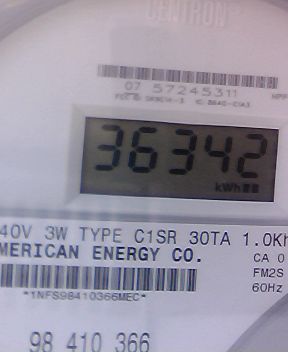 CENTRON®
07 57245311
36342
kWh
40V 3W TYPE C1SR 30TA 1.0Kh
MERICAN ENERGY CO.
CA 0
FM2S
60Hz
*1NFS98410366MEC*
98 410 366